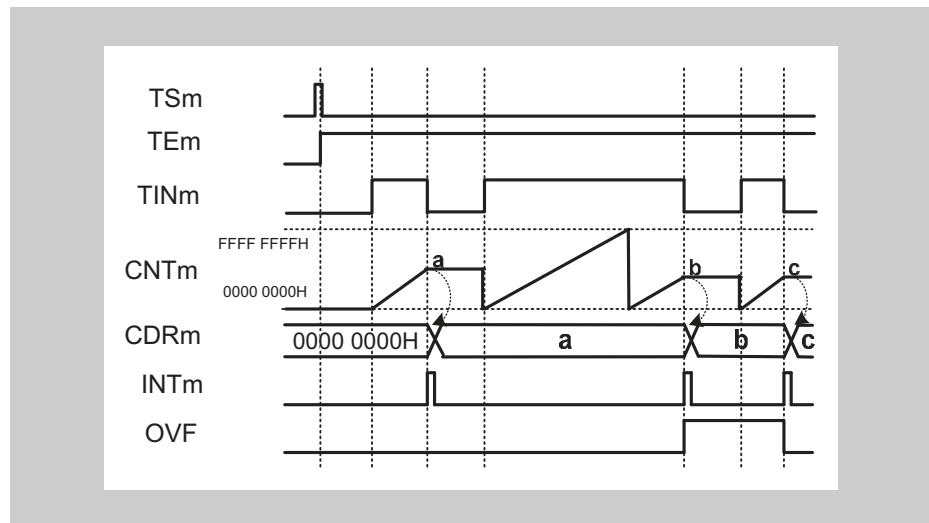 TSm
TEm
TINm
FFFF FFFFH
CNTm
a
b
c
0000 0000H
CDRm
0000 0000H
a
b
c
INTm
OVF